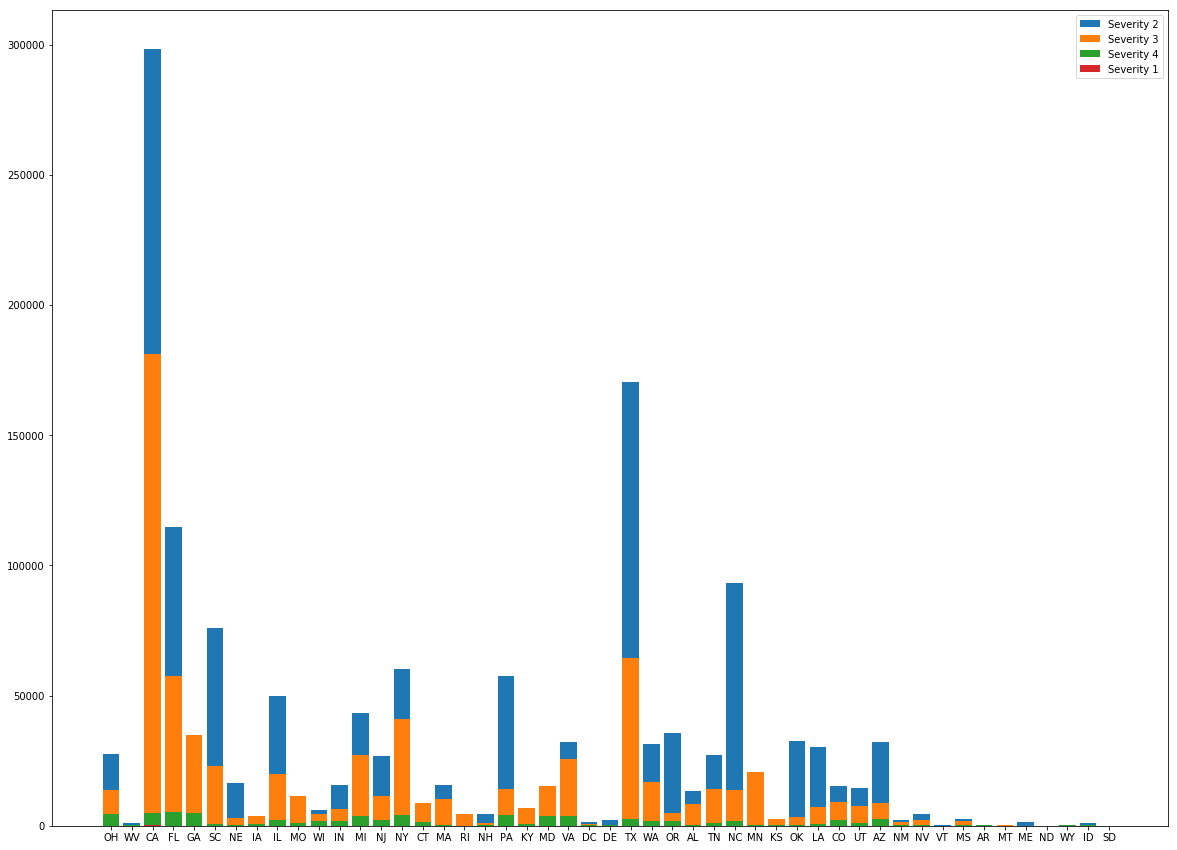 300000
250000
200000
150000
100000
50000
0
Severity 2
Severity 3
Severity 4
Severity 1
OH WV CA FL GA SC NE IA IL MO WI IN MI NJ NY CT MA RI NH PA KY MD VA DC DE TX WA OR AL TN NC MN KS OK LA CO UT AZ NM NV VT MS AR MT ME ND WY ID SD